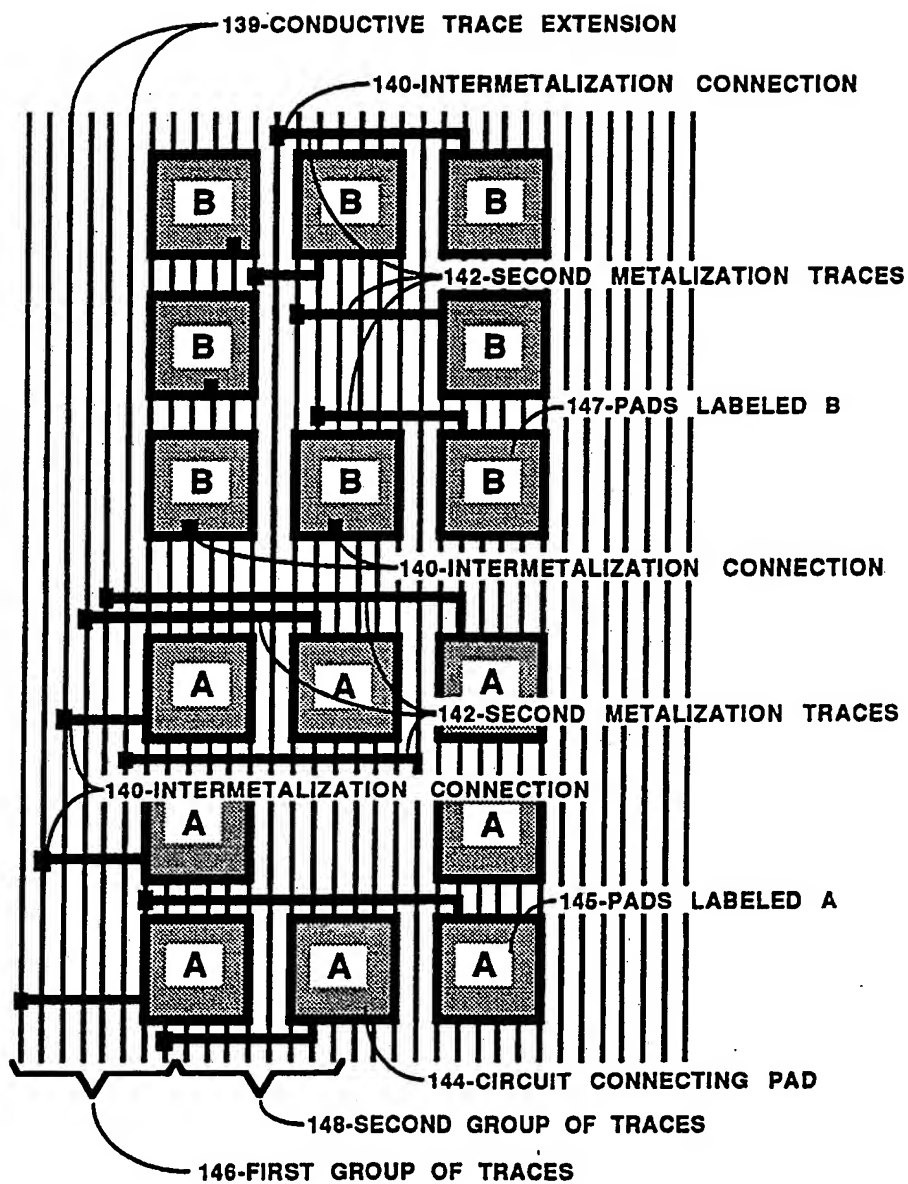 139-CONDUCTIVE TRACE EXTENSION
140-INTERMETALIZATION CONNECTION
B B B
142-SECOND METALIZATION TRACES
B B
147-PADS LABELED B
B B B
140-INTERMETALIZATION CONNECTION
A A A
142-SECOND METALIZATION TRACES
140-INTERMETALIZATION CONNECTION
A A
145-PADS LABELED A
A A A
144-CIRCUIT CONNECTING PAD
148-SECOND GROUP OF TRACES
146-FIRST GROUP OF TRACES